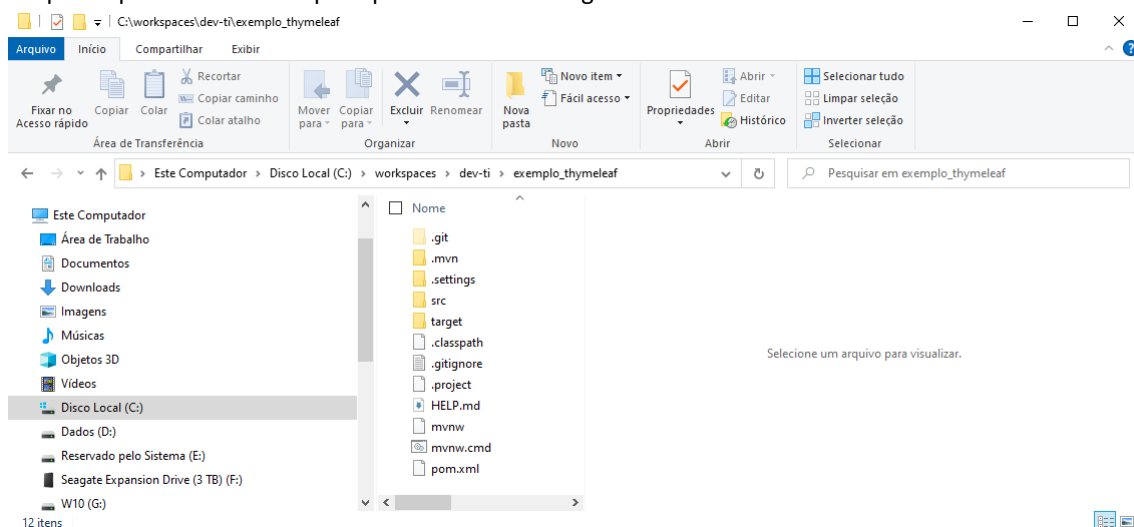 C:\workspaces\dev-ti\exemplo_thymeleaf
Arquivo Início Compartilhar Exibir
Fixar no Acesso rápido
Copiar
Colar
Recortar
Copiar caminho
Colar atalho
Área de Transferência
Mover para
Copiar para
Excluir
Renomear
Organizar
Nova pasta
Novo item
Fácil acesso
Novo
Propriedades
Abrir
Editar
Histórico
Abrir
Selecionar tudo
Limpar seleção
Inverter seleção
Selecionar
Este Computador > Disco Local (C:) > workspaces > dev-ti > exemplo_thymeleaf
Pesquisar em exemplo_thymeleaf
Este Computador
Área de Trabalho
Documentos
Downloads
Imagens
Músicas
Objetos 3D
Vídeos
Disco Local (C:)
Dados (D:)
Reservado pelo Sistema (E:)
Seagate Expansion Drive (3 TB) (F:)
W10 (G:)
Nome
.git
.mvn
.settings
src
target
.classpath
.gitignore
.project
HELP.md
mvnw
mvnw.cmd
pom.xml
Selecione um arquivo para visualizar.
12 itens